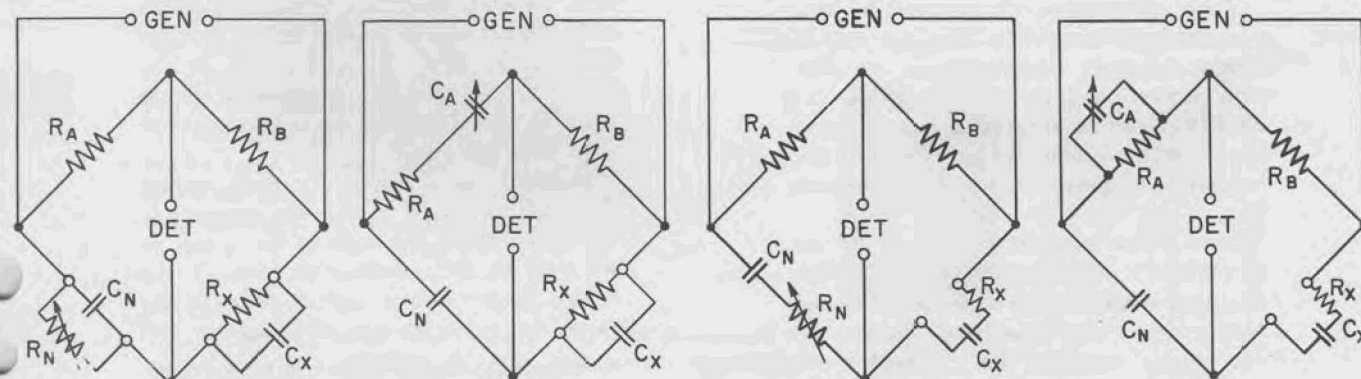 GEN
RA
RB
DET
CN
RN
RX
CX
GEN
CA
RA
RB
DET
CN
RX
CX
GEN
RA
RB
DET
CN
RN
RX
CX
GEN
CA
RA
RB
DET
CN
RX
CX